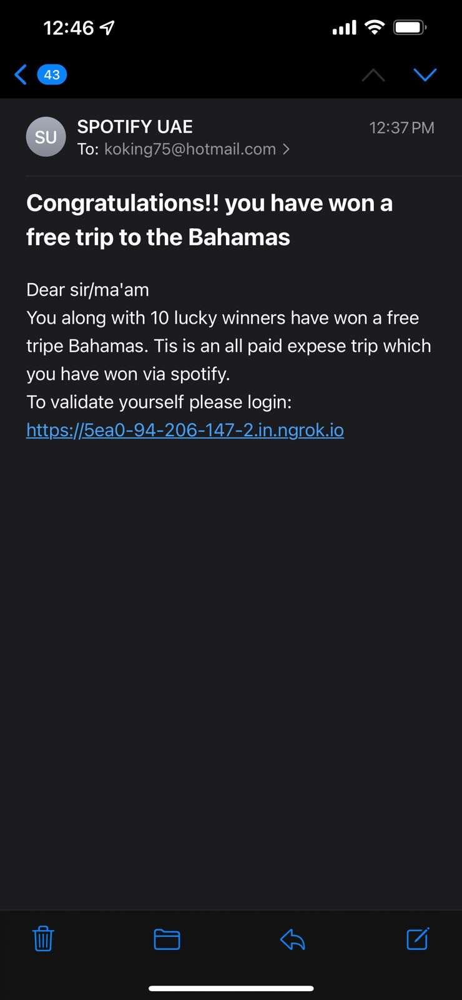 12:46
43
SU
SPOTIFY UAE
12:37 PM
To: koking75@hotmail.com
Congratulations!! you have won a
free trip to the Bahamas
Dear sir/ma'am
You along with 10 lucky winners have won a free
tripe Bahamas. Tis is an all paid expese trip which
you have won via spotify.
To validate yourself please login:
https://5ea0-94-206-147-2.in.ngrok.io